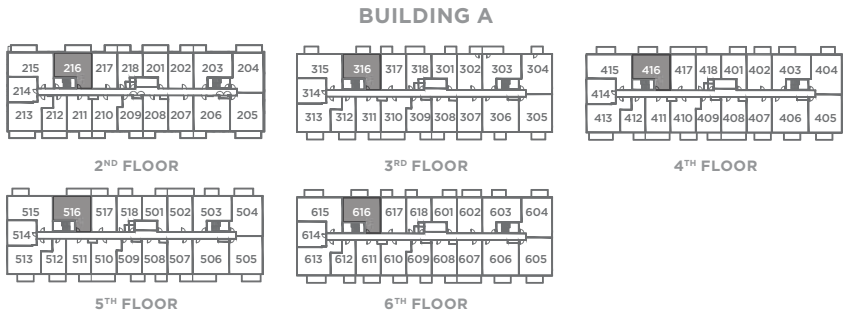 BUILDING A
215 216 217 218 201 202 203 204
214
213 212 211 210 209 208 207 206 205
2ND FLOOR
315 316 317 318 301 302 303 304
314
313 312 311 310 309 308 307 306 305
3RD FLOOR
415 416 417 418 401 402 403 404
414
413 412 411 410 409 408 407 406 405
4TH FLOOR
515 516 517 518 501 502 503 504
514
513 512 511 510 509 508 507 506 505
5TH FLOOR
615 616 617 618 601 602 603 604
614
613 612 611 610 609 608 607 606 605
6TH FLOOR